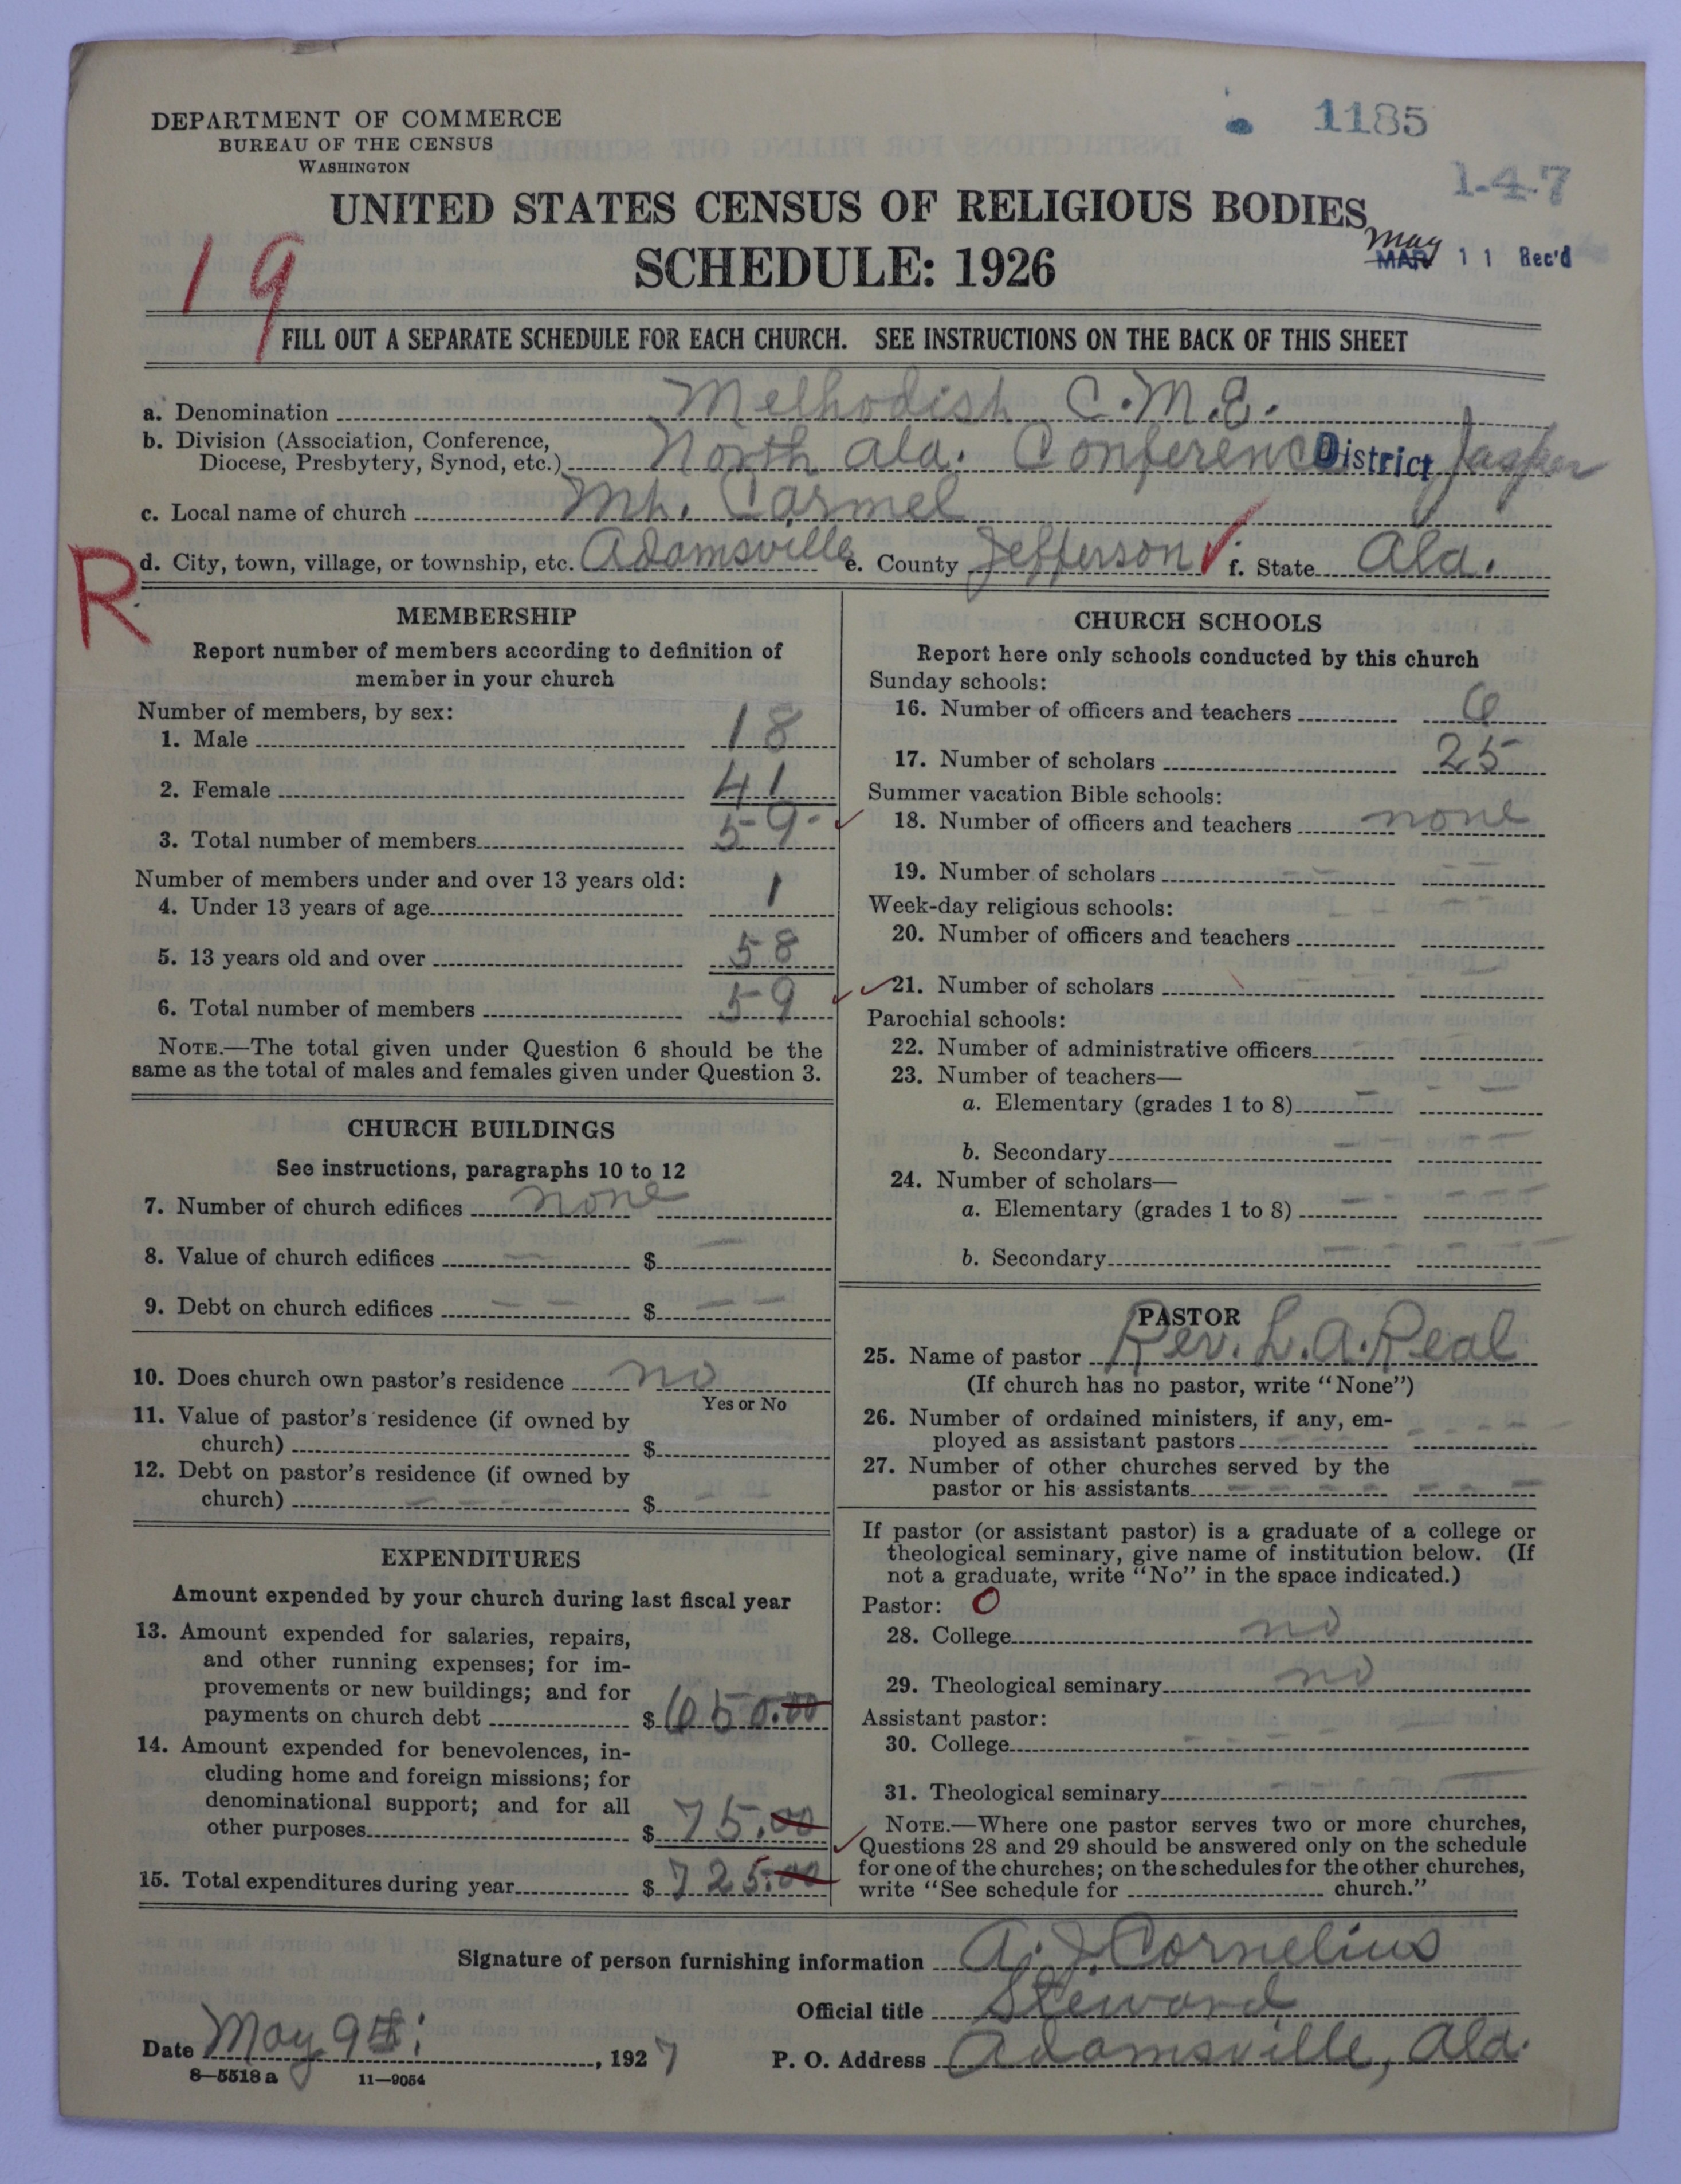 DEPARTMENT OF COMMERCE
BUREAU OF THE CENSUS
WASHINGTON
1185
1-4-7
UNITED STATES CENSUS OF RELIGIOUS BODIES
SCHEDULE: 1926
May
MAR 11 Rec'd
19
FILL OUT A SEPARATE SCHEDULE FOR EACH CHURCH. SEE INSTRUCTIONS ON THE BACK OF THIS SHEET
a. Denomination Methodist C.M.E.
b. Division (Association, Conference,
Diocese, Presbytery, Synod, etc.) North Ala. Conference District Jasper
c. Local name of church Mt. Carmel
R
d. City, town, village, or township, etc. Adamsville e. County Jefferson f. State Ala.
MEMBERSHIP
Report number of members according to definition of
member in your church
Number of members, by sex:
1. Male 18
2. Female 41
3. Total number of members 59
Number of members under and over 13 years old:
4. Under 13 years of age 1
5. 13 years old and over 58
6. Total number of members 59
NOTE.—The total given under Question 6 should be the
same as the total of males and females given under Question 3.
CHURCH BUILDINGS
See instructions, paragraphs 10 to 12
7. Number of church edifices none
8. Value of church edifices $
9. Debt on church edifices $
10. Does church own pastor's residence no
Yes or No
11. Value of pastor's residence (if owned by
church) $
12. Debt on pastor's residence (if owned by
church) $
EXPENDITURES
Amount expended by your church during last fiscal year
13. Amount expended for salaries, repairs,
and other running expenses; for im-
provements or new buildings; and for
payments on church debt $ 650.00
14. Amount expended for benevolences, in-
cluding home and foreign missions; for
denominational support; and for all
other purposes $ 75.00
15. Total expenditures during year $ 725.00
CHURCH SCHOOLS
Report here only schools conducted by this church
Sunday schools:
16. Number of officers and teachers 6
17. Number of scholars 25
Summer vacation Bible schools:
18. Number of officers and teachers none
19. Number of scholars
Week-day religious schools:
20. Number of officers and teachers
21. Number of scholars
Parochial schools:
22. Number of administrative officers
23. Number of teachers—
a. Elementary (grades 1 to 8)
b. Secondary
24. Number of scholars—
a. Elementary (grades 1 to 8)
b. Secondary
PASTOR
25. Name of pastor Rev. L. A. Real
(If church has no pastor, write "None")
26. Number of ordained ministers, if any, em-
ployed as assistant pastors
27. Number of other churches served by the
pastor or his assistants
If pastor (or assistant pastor) is a graduate of a college or
theological seminary, give name of institution below. (If
not a graduate, write "No" in the space indicated.)
Pastor: O
28. College no
29. Theological seminary no
Assistant pastor:
30. College
31. Theological seminary
NOTE.—Where one pastor serves two or more churches,
Questions 28 and 29 should be answered only on the schedule
for one of the churches; on the schedules for the other churches,
write "See schedule for church."
Signature of person furnishing information A. J. Cornelius
Official title Steward
Date May 9th, 1927 P. O. Address Adamsville, Ala.
8—5518 a 11—9054